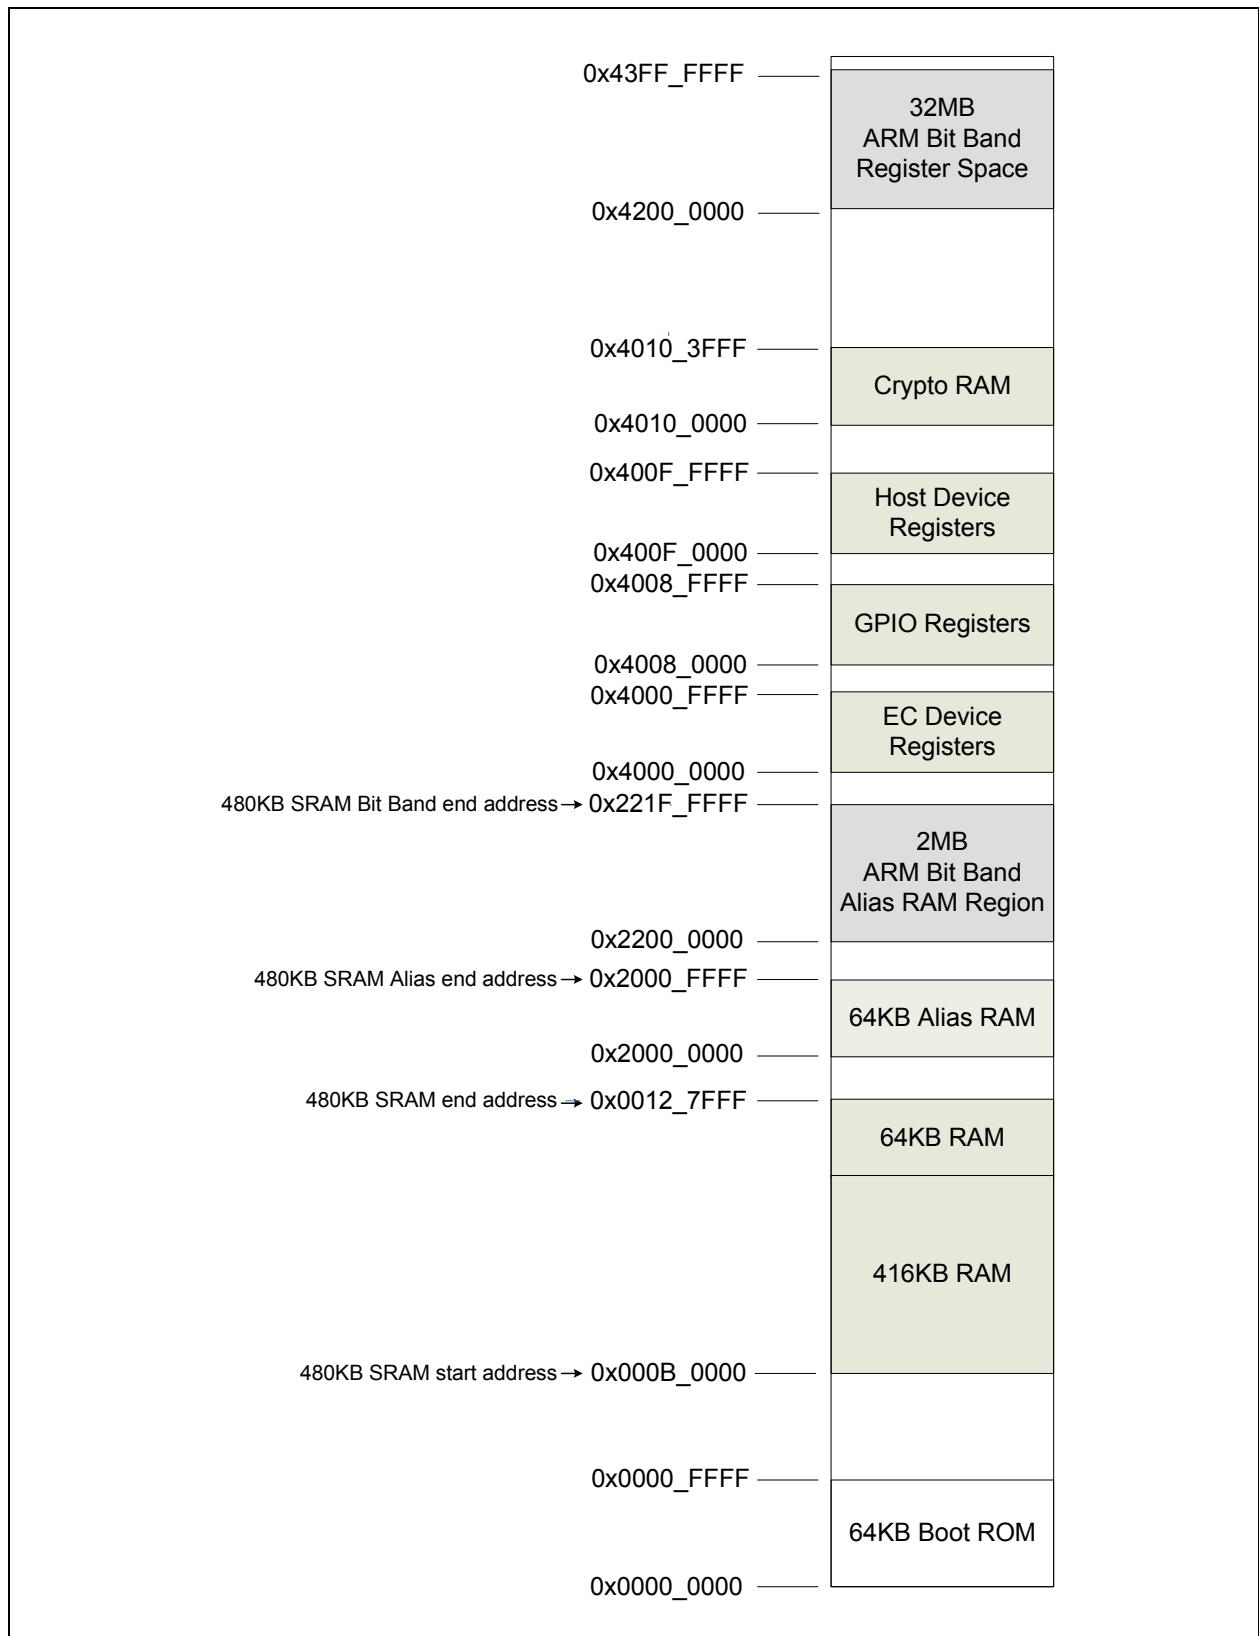 0x43FF_FFFF
32MB
ARM Bit Band
Register Space
0x4200_0000
0x4010_3FFF
Crypto RAM
0x4010_0000
0x400F_FFFF
Host Device
Registers
0x400F_0000
0x4008_FFFF
GPIO Registers
0x4008_0000
0x4000_FFFF
EC Device
Registers
0x4000_0000
480KB SRAM Bit Band end address → 0x221F_FFFF
2MB
ARM Bit Band
Alias RAM Region
0x2200_0000
480KB SRAM Alias end address → 0x2000_FFFF
64KB Alias RAM
0x2000_0000
480KB SRAM end address → 0x0012_7FFF
64KB RAM
416KB RAM
480KB SRAM start address → 0x000B_0000
0x0000_FFFF
64KB Boot ROM
0x0000_0000